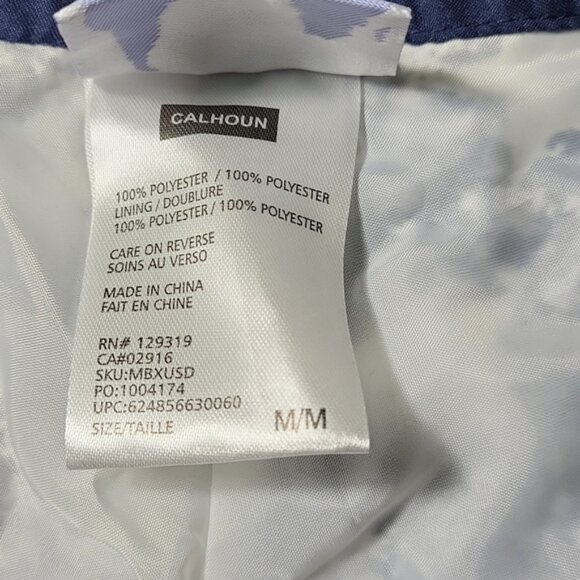 CALHOUN
100% POLYESTER / 100% POLYESTER
LINING / DOUBLURE
100% POLYESTER / 100% POLYESTER
CARE ON REVERSE
SOINS AU VERSO
MADE IN CHINA
FAIT EN CHINE
RN# 129319
CA#02916
SKU:MBXUSD
PO:1004174
UPC:624856630060
SIZE/TAILLE M/M